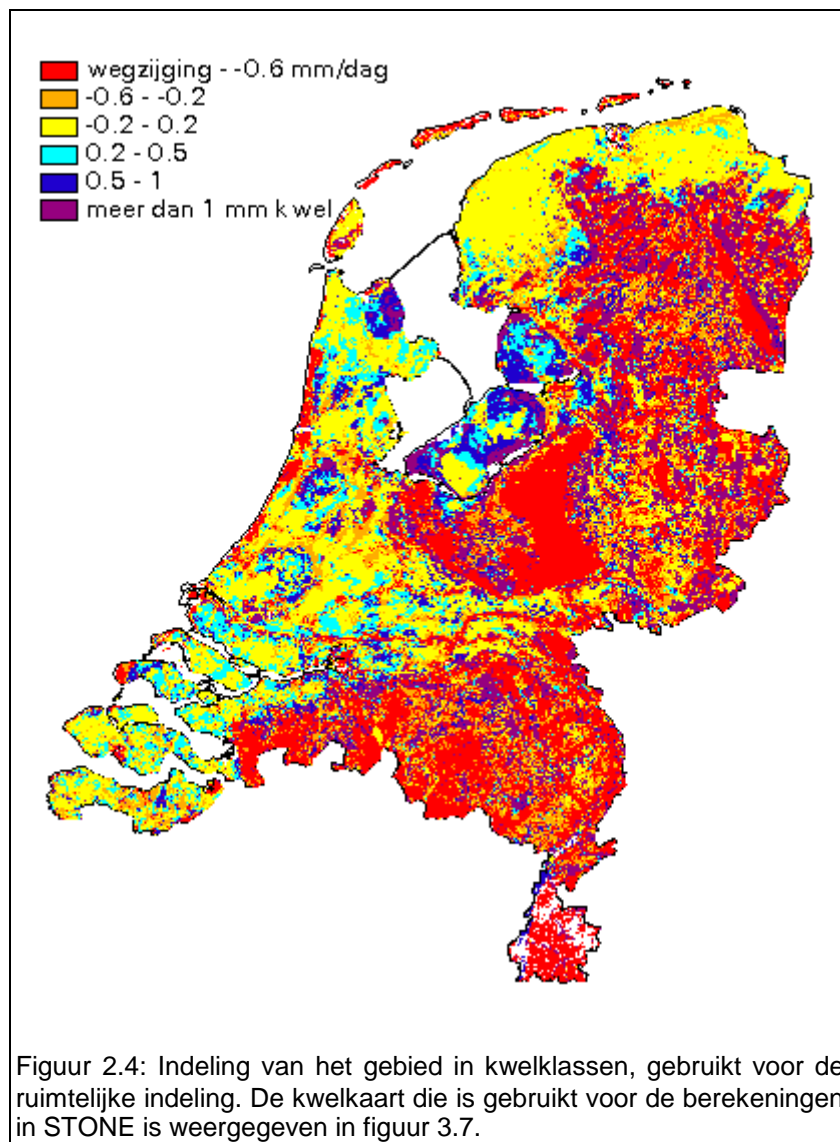 wegzijging - -0.6 mm/dag
-0.6 - -0.2
-0.2 - 0.2
0.2 - 0.5
0.5 - 1
meer dan 1 mm kwel
Figuur 2.4: Indeling van het gebied in kwelklassen, gebruikt voor de
ruimtelijke indeling. De kwelkaart die is gebruikt voor de berekeningen
in STONE is weergegeven in figuur 3.7.